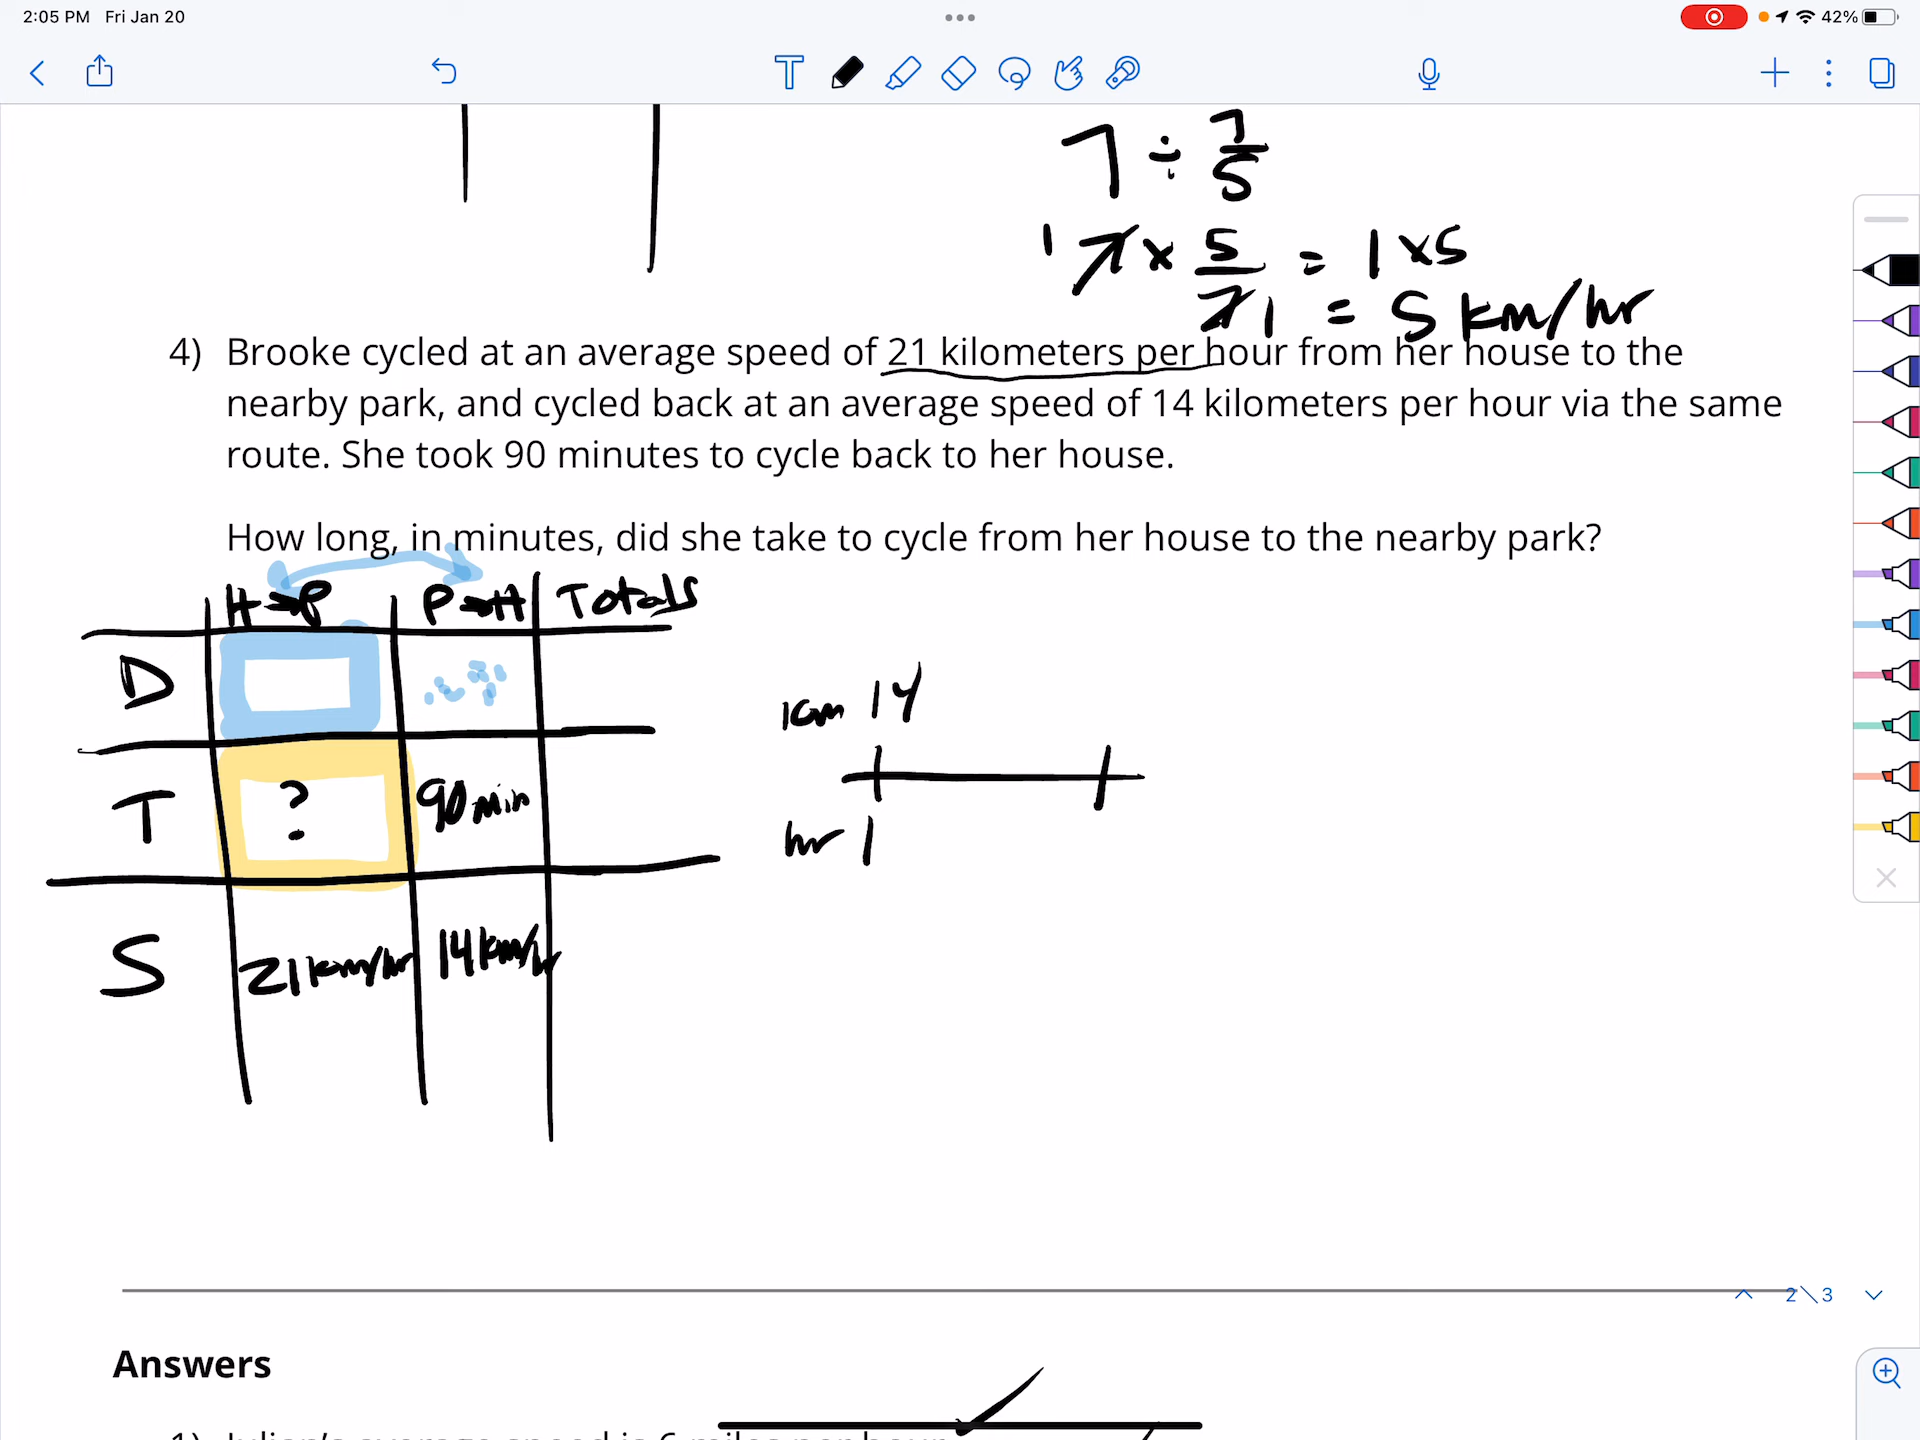 2:05 PM Fri Jan 20
42%
7 ÷ 7/5
1 7 x 5/7 1 = 1 x 5
= 5 km/hr
4) Brooke cycled at an average speed of 21 kilometers per hour from her house to the
nearby park, and cycled back at an average speed of 14 kilometers per hour via the same
route. She took 90 minutes to cycle back to her house.
How long, in minutes, did she take to cycle from her house to the nearby park?
H→P P→H Totals
D
T ? 90 min
S 21 km/hr 14 km/hr
km 14
hr 1
2\3
Answers